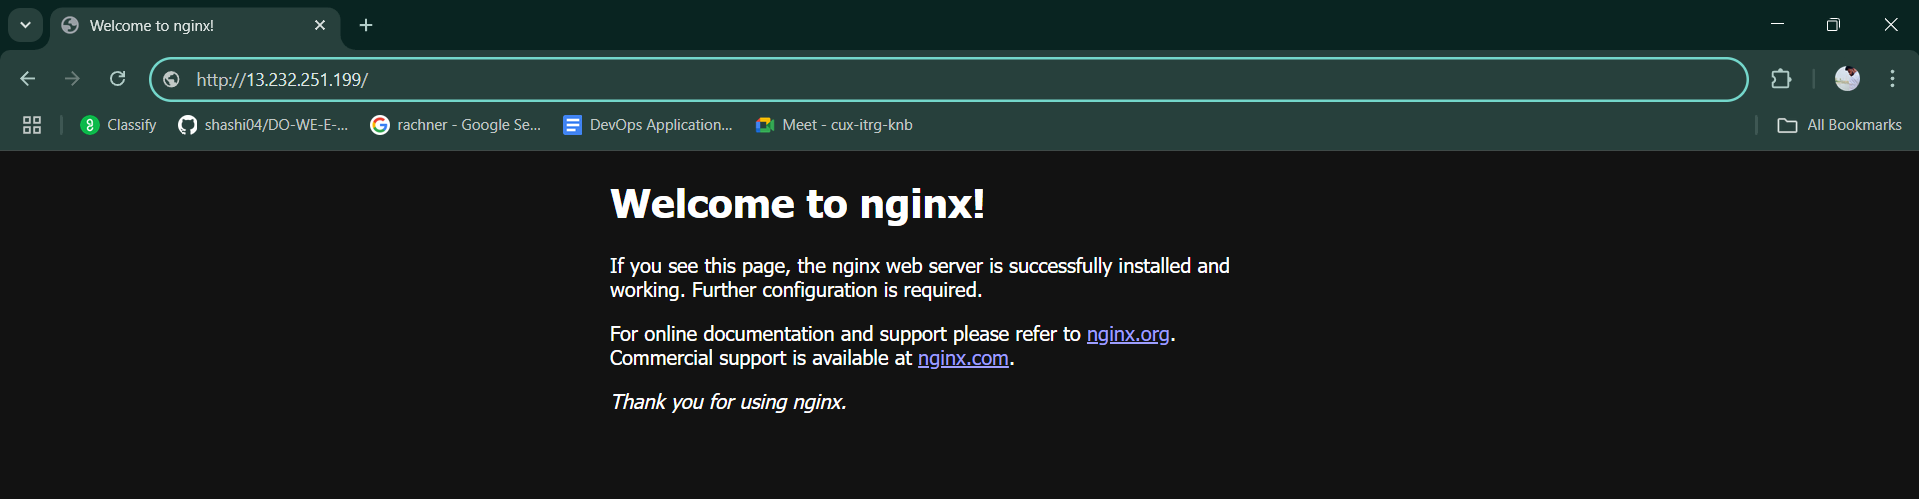 Welcome to nginx!
http://13.232.251.199/
Classify
shashi04/DO-WE-E-...
rachner - Google Se...
DevOps Application...
Meet - cux-itrg-knb
All Bookmarks
Welcome to nginx!
If you see this page, the nginx web server is successfully installed and
working. Further configuration is required.
For online documentation and support please refer to nginx.org.
Commercial support is available at nginx.com.
Thank you for using nginx.